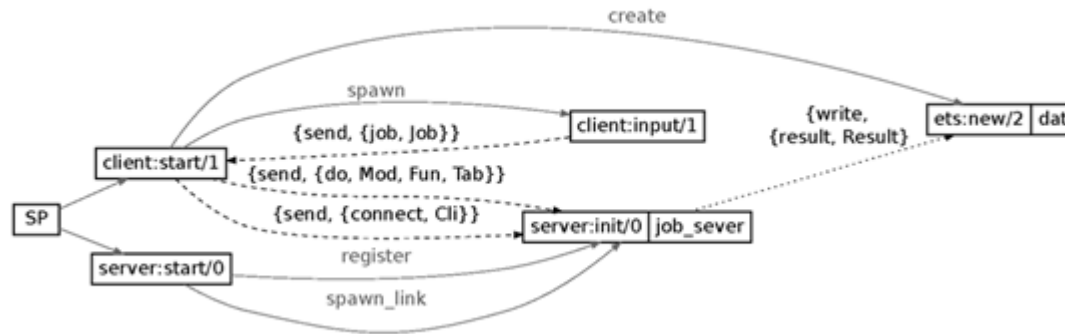 create
spawn
{write,
{result, Result}
ets:new/2 dat
client:input/1
{send, {job, Job}}
client:start/1
{send, {do, Mod, Fun, Tab}}
SP
{send, {connect, Cli}}
server:init/0 job_sever
register
server:start/0
spawn_link